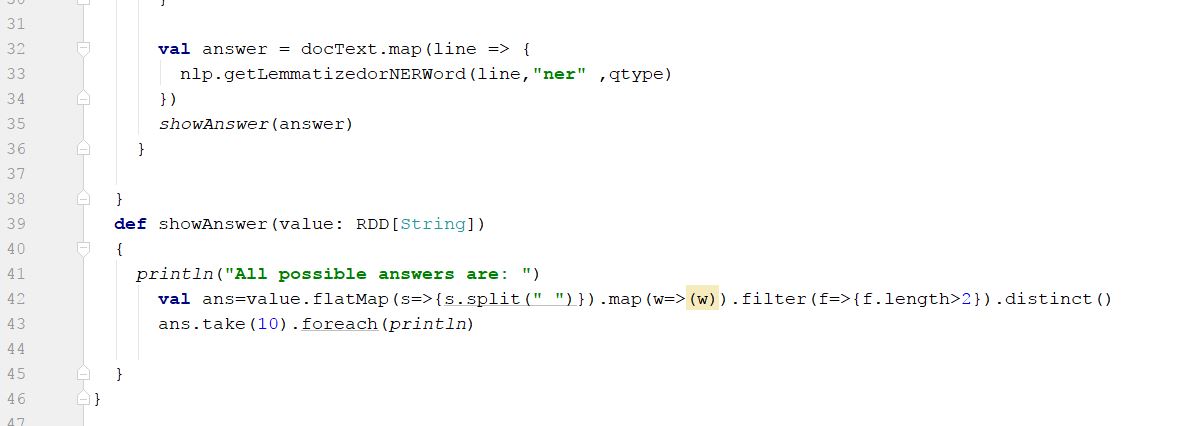 30 }
31
32 val answer = docText.map(line => {
33 nlp.getLemmatizedorNERWord(line,"ner" ,qtype)
34 })
35 showAnswer(answer)
36 }
37
38 }
39 def showAnswer(value: RDD[String])
40 {
41 println("All possible answers are: ")
42 val ans=value.flatMap(s=>{s.split(" ")}).map(w=>(w)).filter(f=>{f.length>2}).distinct()
43 ans.take(10).foreach(println)
44
45 }
46 }
47